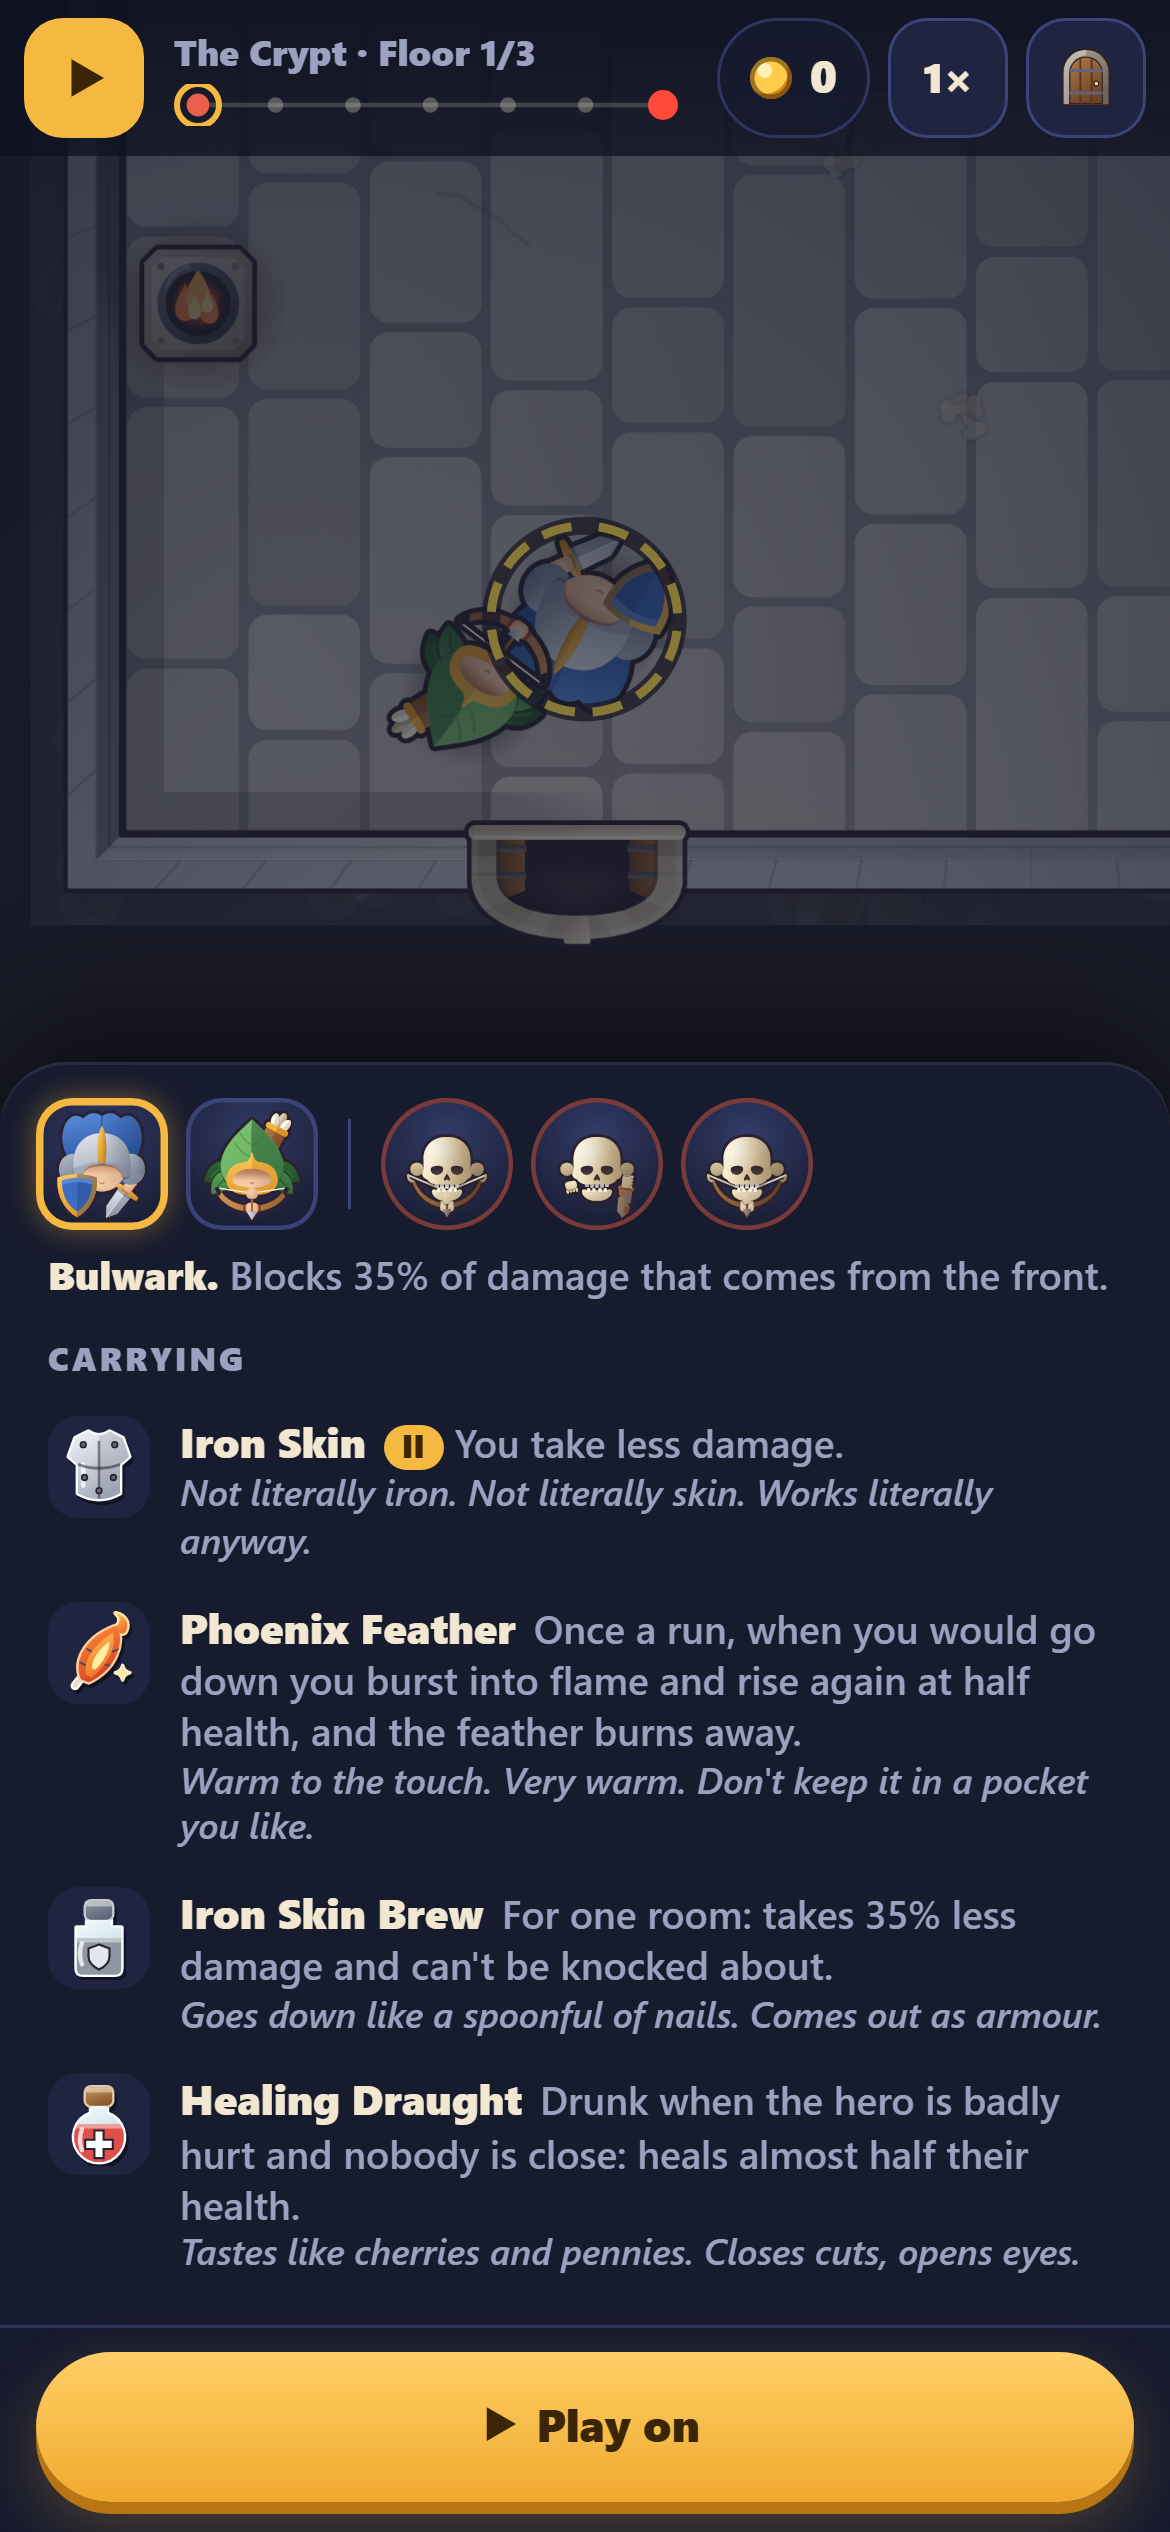 The Crypt · Floor 1/3
0
1×
Bulwark. Blocks 35% of damage that comes from the front.
CARRYING
Iron Skin II You take less damage.
Not literally iron. Not literally skin. Works literally
anyway.
Phoenix Feather Once a run, when you would go
down you burst into flame and rise again at half
health, and the feather burns away.
Warm to the touch. Very warm. Don't keep it in a pocket
you like.
Iron Skin Brew For one room: takes 35% less
damage and can't be knocked about.
Goes down like a spoonful of nails. Comes out as armour.
Healing Draught Drunk when the hero is badly
hurt and nobody is close: heals almost half their
health.
Tastes like cherries and pennies. Closes cuts, opens eyes.
Play on